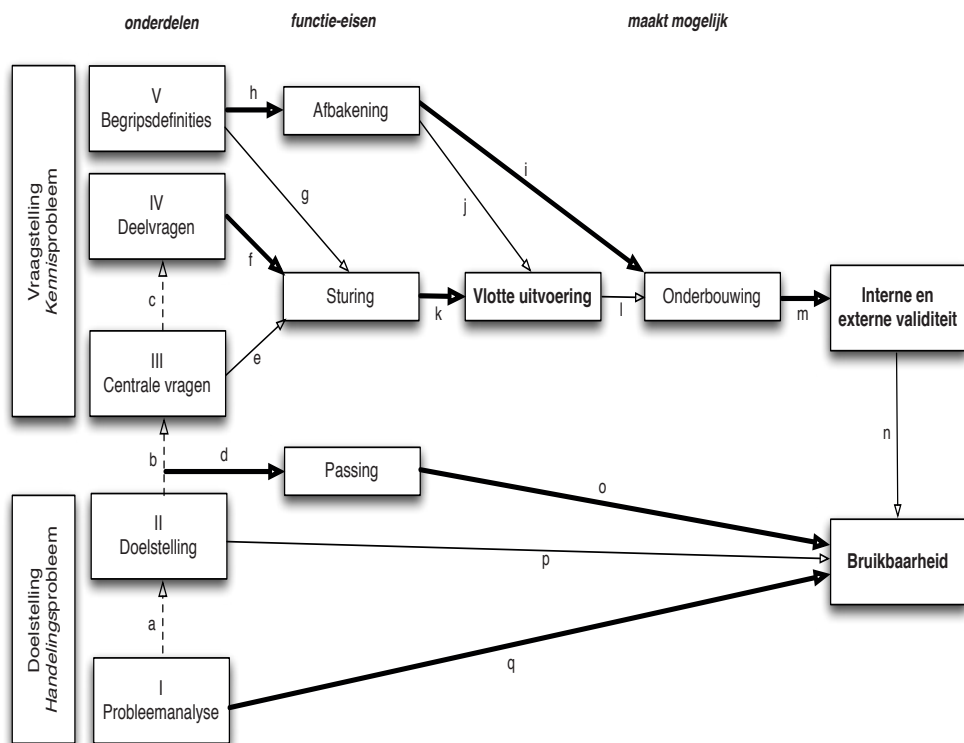 onderdelen
functie-eisen
maakt mogelijk
Vraagstelling
Kennisprobleem
V
Begripsdefinities
h
Afbakening
g
i
j
IV
Deelvragen
f
c
Sturing
k
Vlotte uitvoering
l
Onderbouwing
m
Interne en
externe validiteit
III
Centrale vragen
e
n
b
d
Passing
o
Doelstelling
Handelingsprobleem
II
Doelstelling
p
Bruikbaarheid
a
q
I
Probleemanalyse